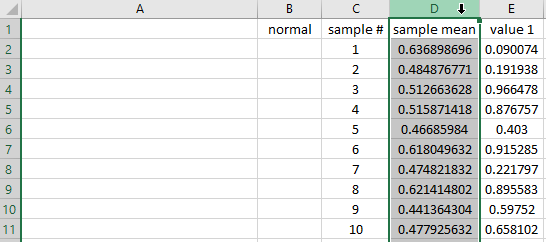 A B C D E
1 normal sample # sample mean value 1
2 1 0.636898696 0.090074
3 2 0.484876771 0.191938
4 3 0.512663628 0.966478
5 4 0.515871418 0.876757
6 5 0.46685984 0.403
7 6 0.618049632 0.915285
8 7 0.474821832 0.221797
9 8 0.621414802 0.895583
10 9 0.441364304 0.59752
11 10 0.477925632 0.658102